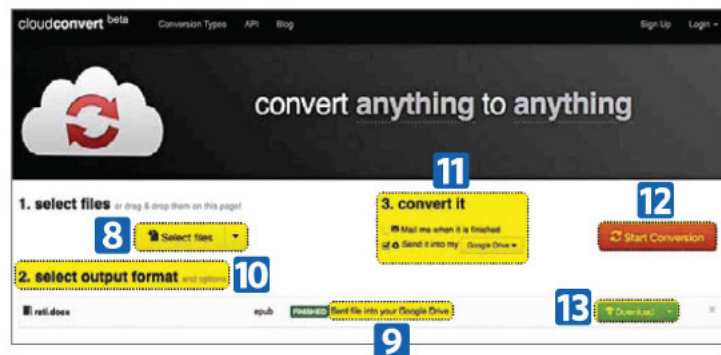 cloudconvert beta Conversion Types API Blog Sign Up Login
convert anything to anything
11
1. select files or drag & drop them on this page!
3. convert it
12
8 Select files
Mail me when it is finished
Send it into my Google Drive
Start Conversion
2. select output format and options 10
reti.docx epub FINISHED Sent file into your Google Drive 13 Download ×
9